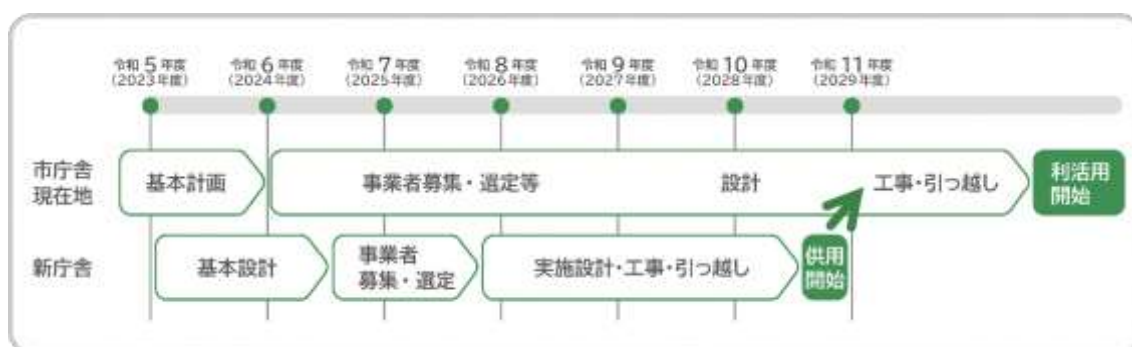 令和5年度 令和6年度 令和7年度 令和8年度 令和9年度 令和10年度 令和11年度
(2023年度) (2024年度) (2025年度) (2026年度) (2027年度) (2028年度) (2029年度)
市庁舎
現在地
基本計画
事業者募集・選定等
設計
工事・引っ越し
利活用
開始
新庁舎
基本設計
事業者
募集・選定
実施設計・工事・引っ越し
供用
開始